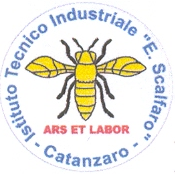 Istituto Tecnico Industriale "E. Scalfaro"
ARS ET LABOR
- Catanzaro -